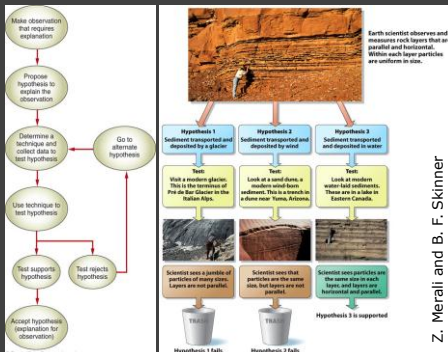 Make observation
that requires
explanation
Propose
hypothesis to
explain the
observation
Determine a
technique and
collect data to
test hypothesis
Go to
alternate
hypothesis
Use technique to
test hypothesis
Test supports
hypothesis
Test rejects
hypothesis
Accept hypothesis
(explanation for
observation)
Earth scientist observes and
measures rock layers that are
parallel and horizontal.
Within each layer particles
are uniform in size.
Hypothesis 1
Sediment transported and
deposited by a glacier
Hypothesis 2
Sediment transported and
deposited by wind
Hypothesis 3
Sediment transported
and deposited in water
Test:
Visit a modern glacier.
This is the terminus of
Pré de Bar Glacier in the
Italian Alps.
Test:
Look at a sand dune, a
modern wind-born
sediment. This is a trench in
a dune near Yuma, Arizona.
Test:
Look at modern
water-laid sediments.
These are in a lake in
Eastern Canada.
Scientist sees a jumble of
particles of many sizes.
Layers are not parallel.
Scientist sees that
particles are the same
size, but layers are not
parallel.
Scientist sees particles are
the same size in each
layer, and layers are
horizontal and parallel.
TRASH
TRASH
Hypothesis 3 is supported
Hypothesis 1 fails
Hypothesis 2 fails
Z. Merali and B. F. Skinner